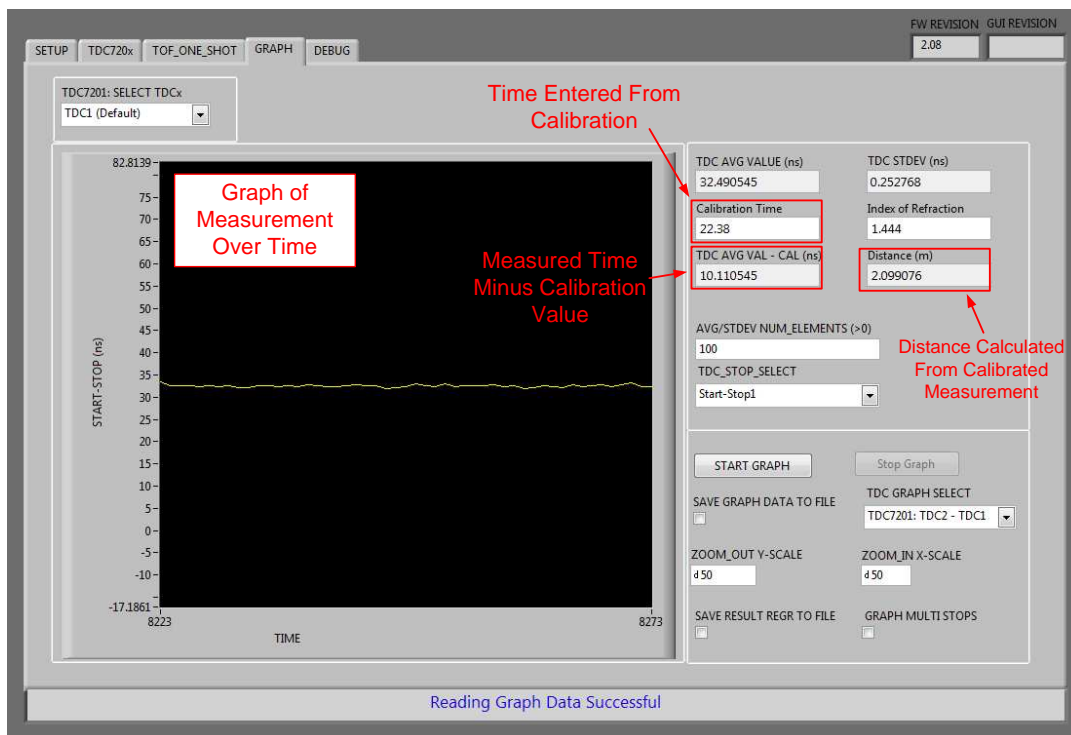 FW REVISION GUI REVISION
2.08
SETUP TDC720x TOF_ONE_SHOT GRAPH DEBUG
TDC7201: SELECT TDCx
TDC1 (Default)
Time Entered From
Calibration
82.8139
75
70
65
60
55
50
45
40
35
30
25
20
15
10
5
0
-5
-10
-17.1861
START-STOP (ns)
8223 8273
TIME
Graph of
Measurement
Over Time
Measured Time
Minus Calibration
Value
TDC AVG VALUE (ns) TDC STDEV (ns)
32.490545 0.252768
Calibration Time Index of Refraction
22.38 1.444
TDC AVG VAL - CAL (ns) Distance (m)
10.110545 2.099076
AVG/STDEV NUM_ELEMENTS (>0)
100
TDC_STOP_SELECT
Start-Stop1
Distance Calculated
From Calibrated
Measurement
START GRAPH Stop Graph
SAVE GRAPH DATA TO FILE
TDC GRAPH SELECT
TDC7201: TDC2 - TDC1
ZOOM_OUT Y-SCALE ZOOM_IN X-SCALE
d 50 d 50
SAVE RESULT REGR TO FILE GRAPH MULTI STOPS
Reading Graph Data Successful